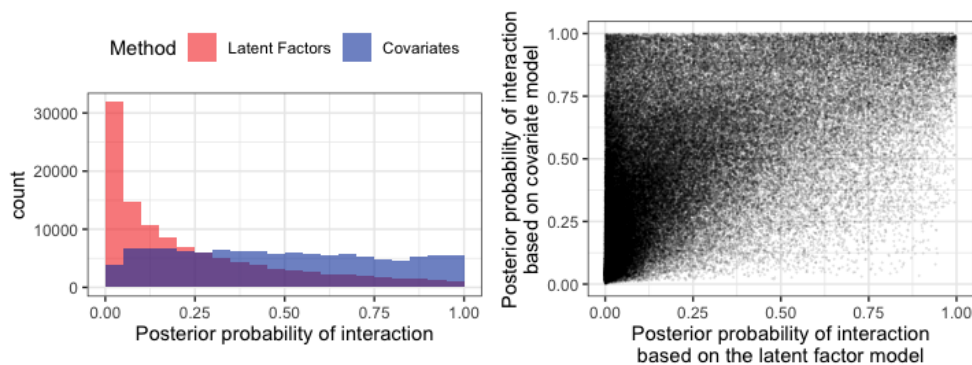 Method Latent Factors Covariates
30000
20000
10000
0
count
0.00 0.25 0.50 0.75 1.00
Posterior probability of interaction
Posterior probability of interaction
based on covariate model
1.00
0.75
0.50
0.25
0.00
0.00 0.25 0.50 0.75 1.00
Posterior probability of interaction
based on the latent factor model